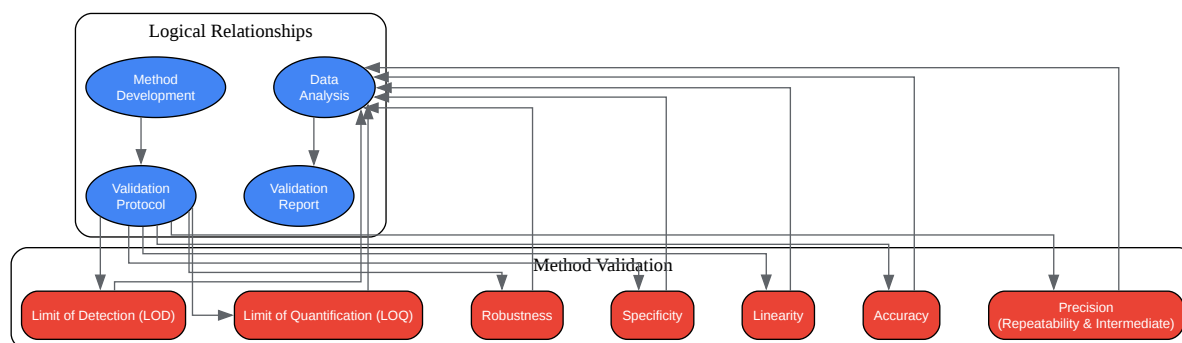 Logical Relationships
Method
Development
Data
Analysis
Validation
Protocol
Validation
Report
Method Validation
Limit of Detection (LOD)
Limit of Quantification (LOQ)
Robustness
Specificity
Linearity
Accuracy
Precision
(Repeatability & Intermediate)